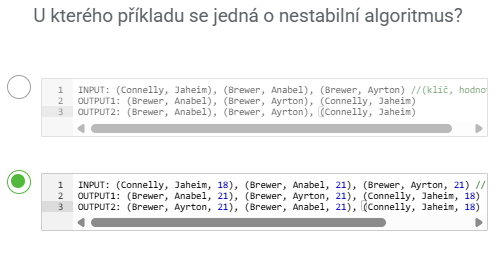 U kterého příkladu se jedná o nestabilní algoritmus?
1 INPUT: (Connelly, Jaheim), (Brewer, Anabel), (Brewer, Ayrton) //(klíč, hodnot
2 OUTPUT1: (Brewer, Anabel), (Brewer, Ayrton), (Connelly, Jaheim)
3 OUTPUT2: (Brewer, Anabel), (Brewer, Ayrton), (Connelly, Jaheim)
1 INPUT: (Connelly, Jaheim, 18), (Brewer, Anabel, 21), (Brewer, Ayrton, 21) //
2 OUTPUT1: (Brewer, Anabel, 21), (Brewer, Ayrton, 21), (Connelly, Jaheim, 18)
3 OUTPUT2: (Brewer, Ayrton, 21), (Brewer, Anabel, 21), (Connelly, Jaheim, 18)